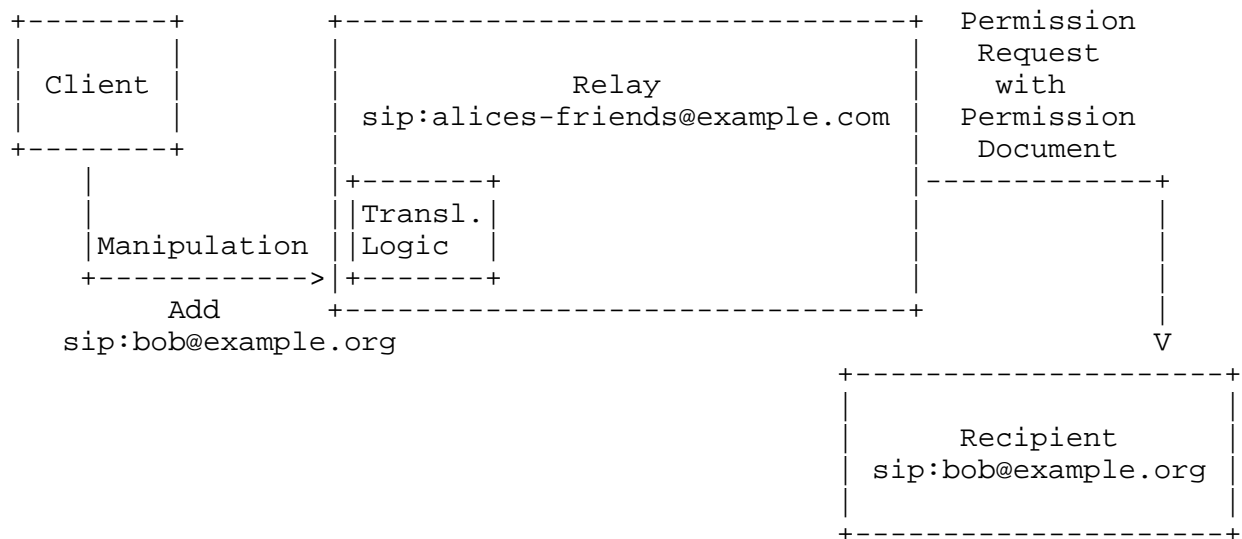 Permission
Request
Client
Relay
with
sip:alices-friends@example.com
Permission
Document
Transl.
Manipulation
Logic
Add
sip:bob@example.org
Recipient
sip:bob@example.org